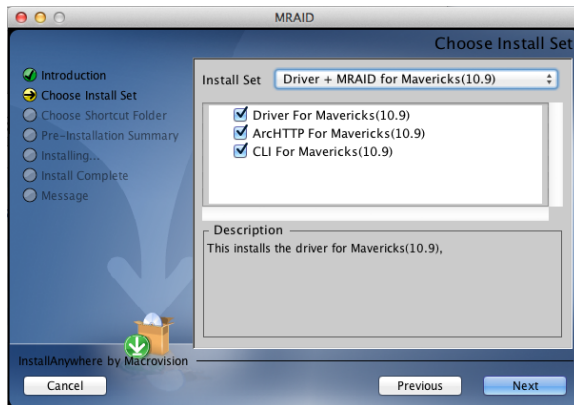 MRAID
Choose Install Set
Introduction
Choose Install Set
Choose Shortcut Folder
Pre-Installation Summary
Installing...
Install Complete
Message
Install Set
Driver + MRAID for Mavericks(10.9)
Driver For Mavericks(10.9)
ArcHTTP For Mavericks(10.9)
CLI For Mavericks(10.9)
Description
This installs the driver for Mavericks(10.9),
InstallAnywhere by Macrovision
Cancel
Previous
Next